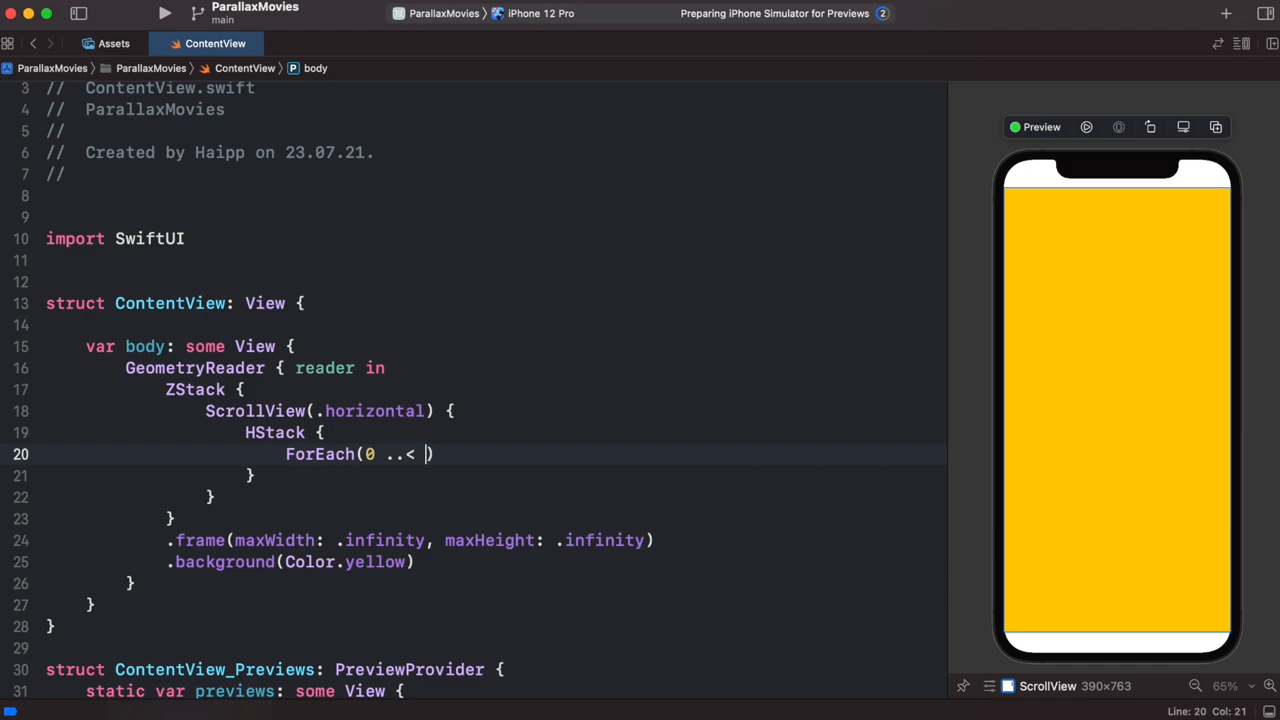 ParallaxMovies
main
ParallaxMovies
iPhone 12 Pro
Preparing iPhone Simulator for Previews
2
Assets
ContentView
ParallaxMovies
ParallaxMovies
ContentView
P
body
3 // ContentView.swift
4 // ParallaxMovies
5 //
6 // Created by Haipp on 23.07.21.
7 //
8
9
10 import SwiftUI
11
12
13 struct ContentView: View {
14
15 var body: some View {
16 GeometryReader { reader in
17 ZStack {
18 ScrollView(.horizontal) {
19 HStack {
20 ForEach(0 ..< )
21 }
22 }
23 }
24 .frame(maxWidth: .infinity, maxHeight: .infinity)
25 .background(Color.yellow)
26 }
27 }
28 }
29
30 struct ContentView_Previews: PreviewProvider {
31 static var previews: some View {
Preview
ScrollView 390×763
65%
Line: 20 Col: 21